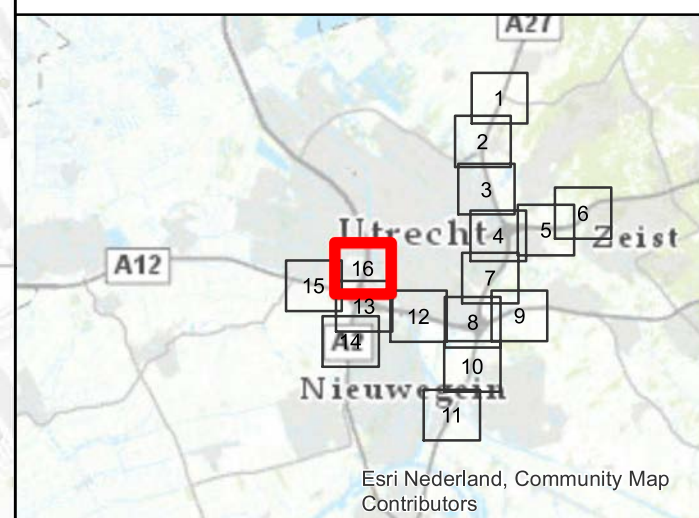 A27
1
2
3
6
5
Utrecht 4 Zeist
A12
16
7
15
13
12
8
9
A2
14
10
Nieuwegein
11
Esri Nederland, Community Map
Contributors